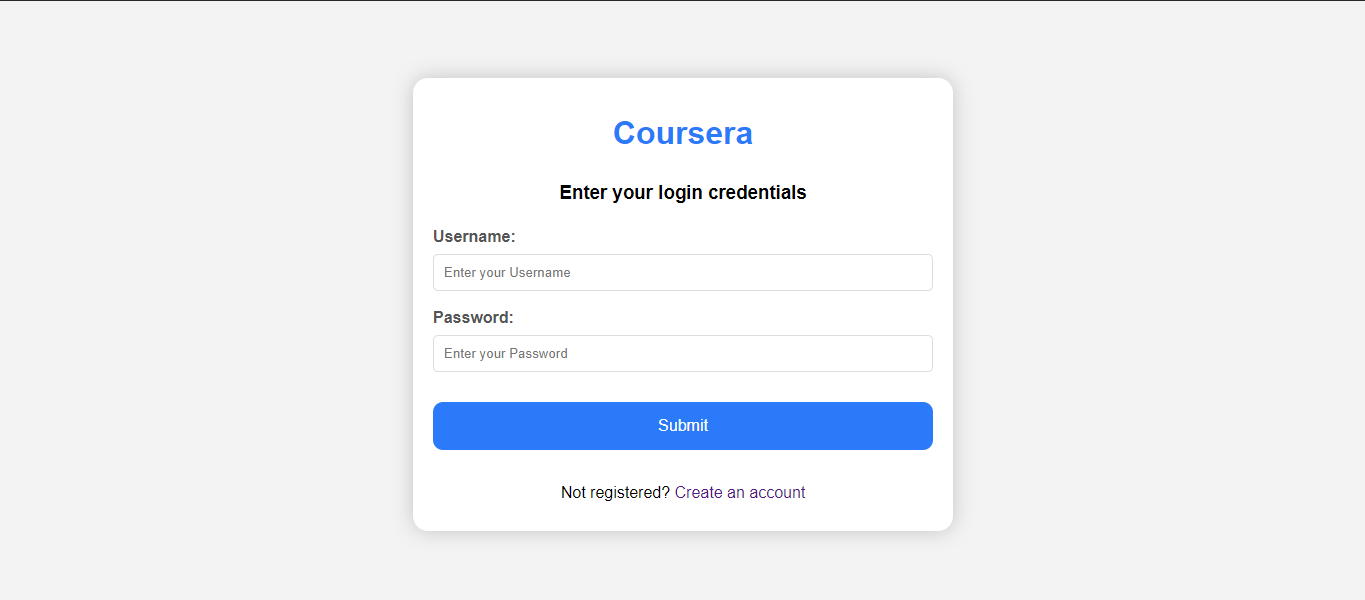 Coursera
Enter your login credentials
Username:
Enter your Username
Password:
Enter your Password
Submit
Not registered? Create an account